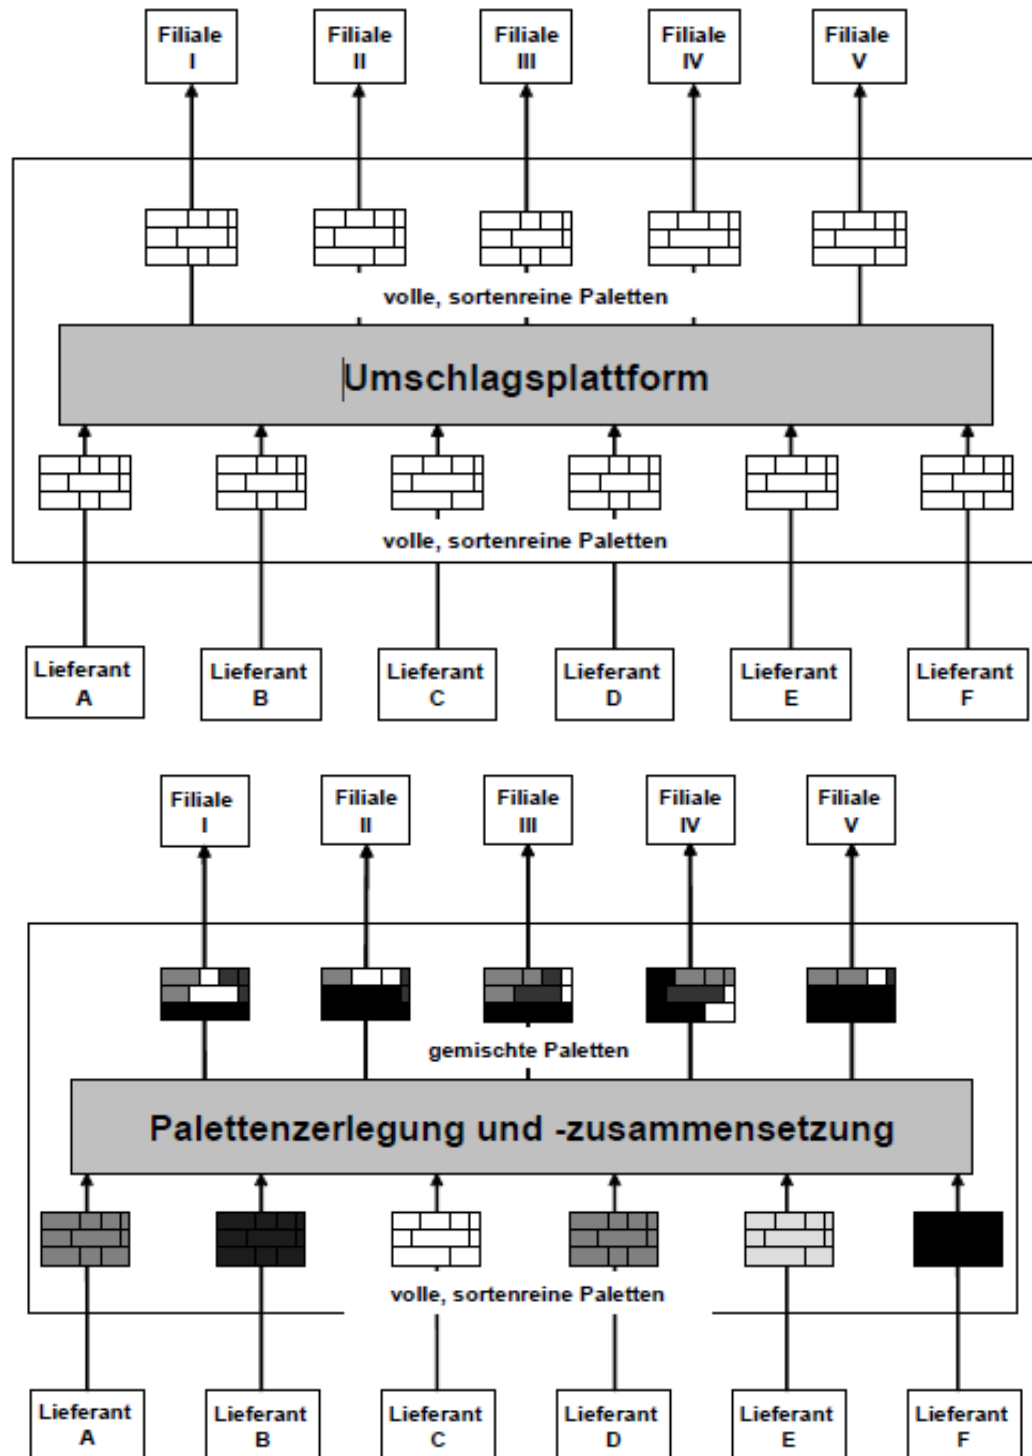 Filiale
I
Filiale
II
Filiale
III
Filiale
IV
Filiale
V
volle, sortenreine Paletten
Umschlagsplattform
volle, sortenreine Paletten
Lieferant
A
Lieferant
B
Lieferant
C
Lieferant
D
Lieferant
E
Lieferant
F
Filiale
I
Filiale
II
Filiale
III
Filiale
IV
Filiale
V
gemischte Paletten
Palettenzerlegung und -zusammensetzung
volle, sortenreine Paletten
Lieferant
A
Lieferant
B
Lieferant
C
Lieferant
D
Lieferant
E
Lieferant
F